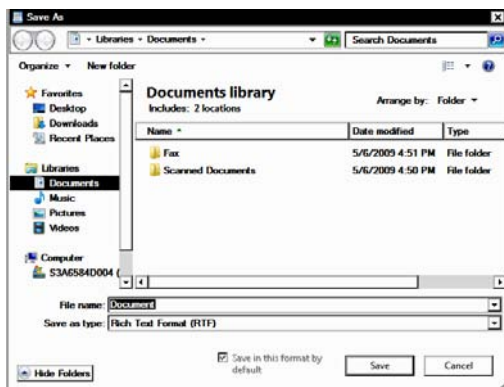 Save As
Libraries Documents
Search Documents
Organize New folder
Favorites
Desktop
Downloads
Recent Places
Libraries
Documents
Music
Pictures
Videos
Computer
S3A6584D004 (
Documents library
Includes: 2 locations
Arrange by: Folder
Name Date modified Type
Fax 5/6/2009 4:51 PM File folder
Scanned Documents 5/6/2009 4:50 PM File folder
File name: Document
Save as type: Rich Text Format (RTF)
Hide Folders
Save in this format by
default
Save
Cancel